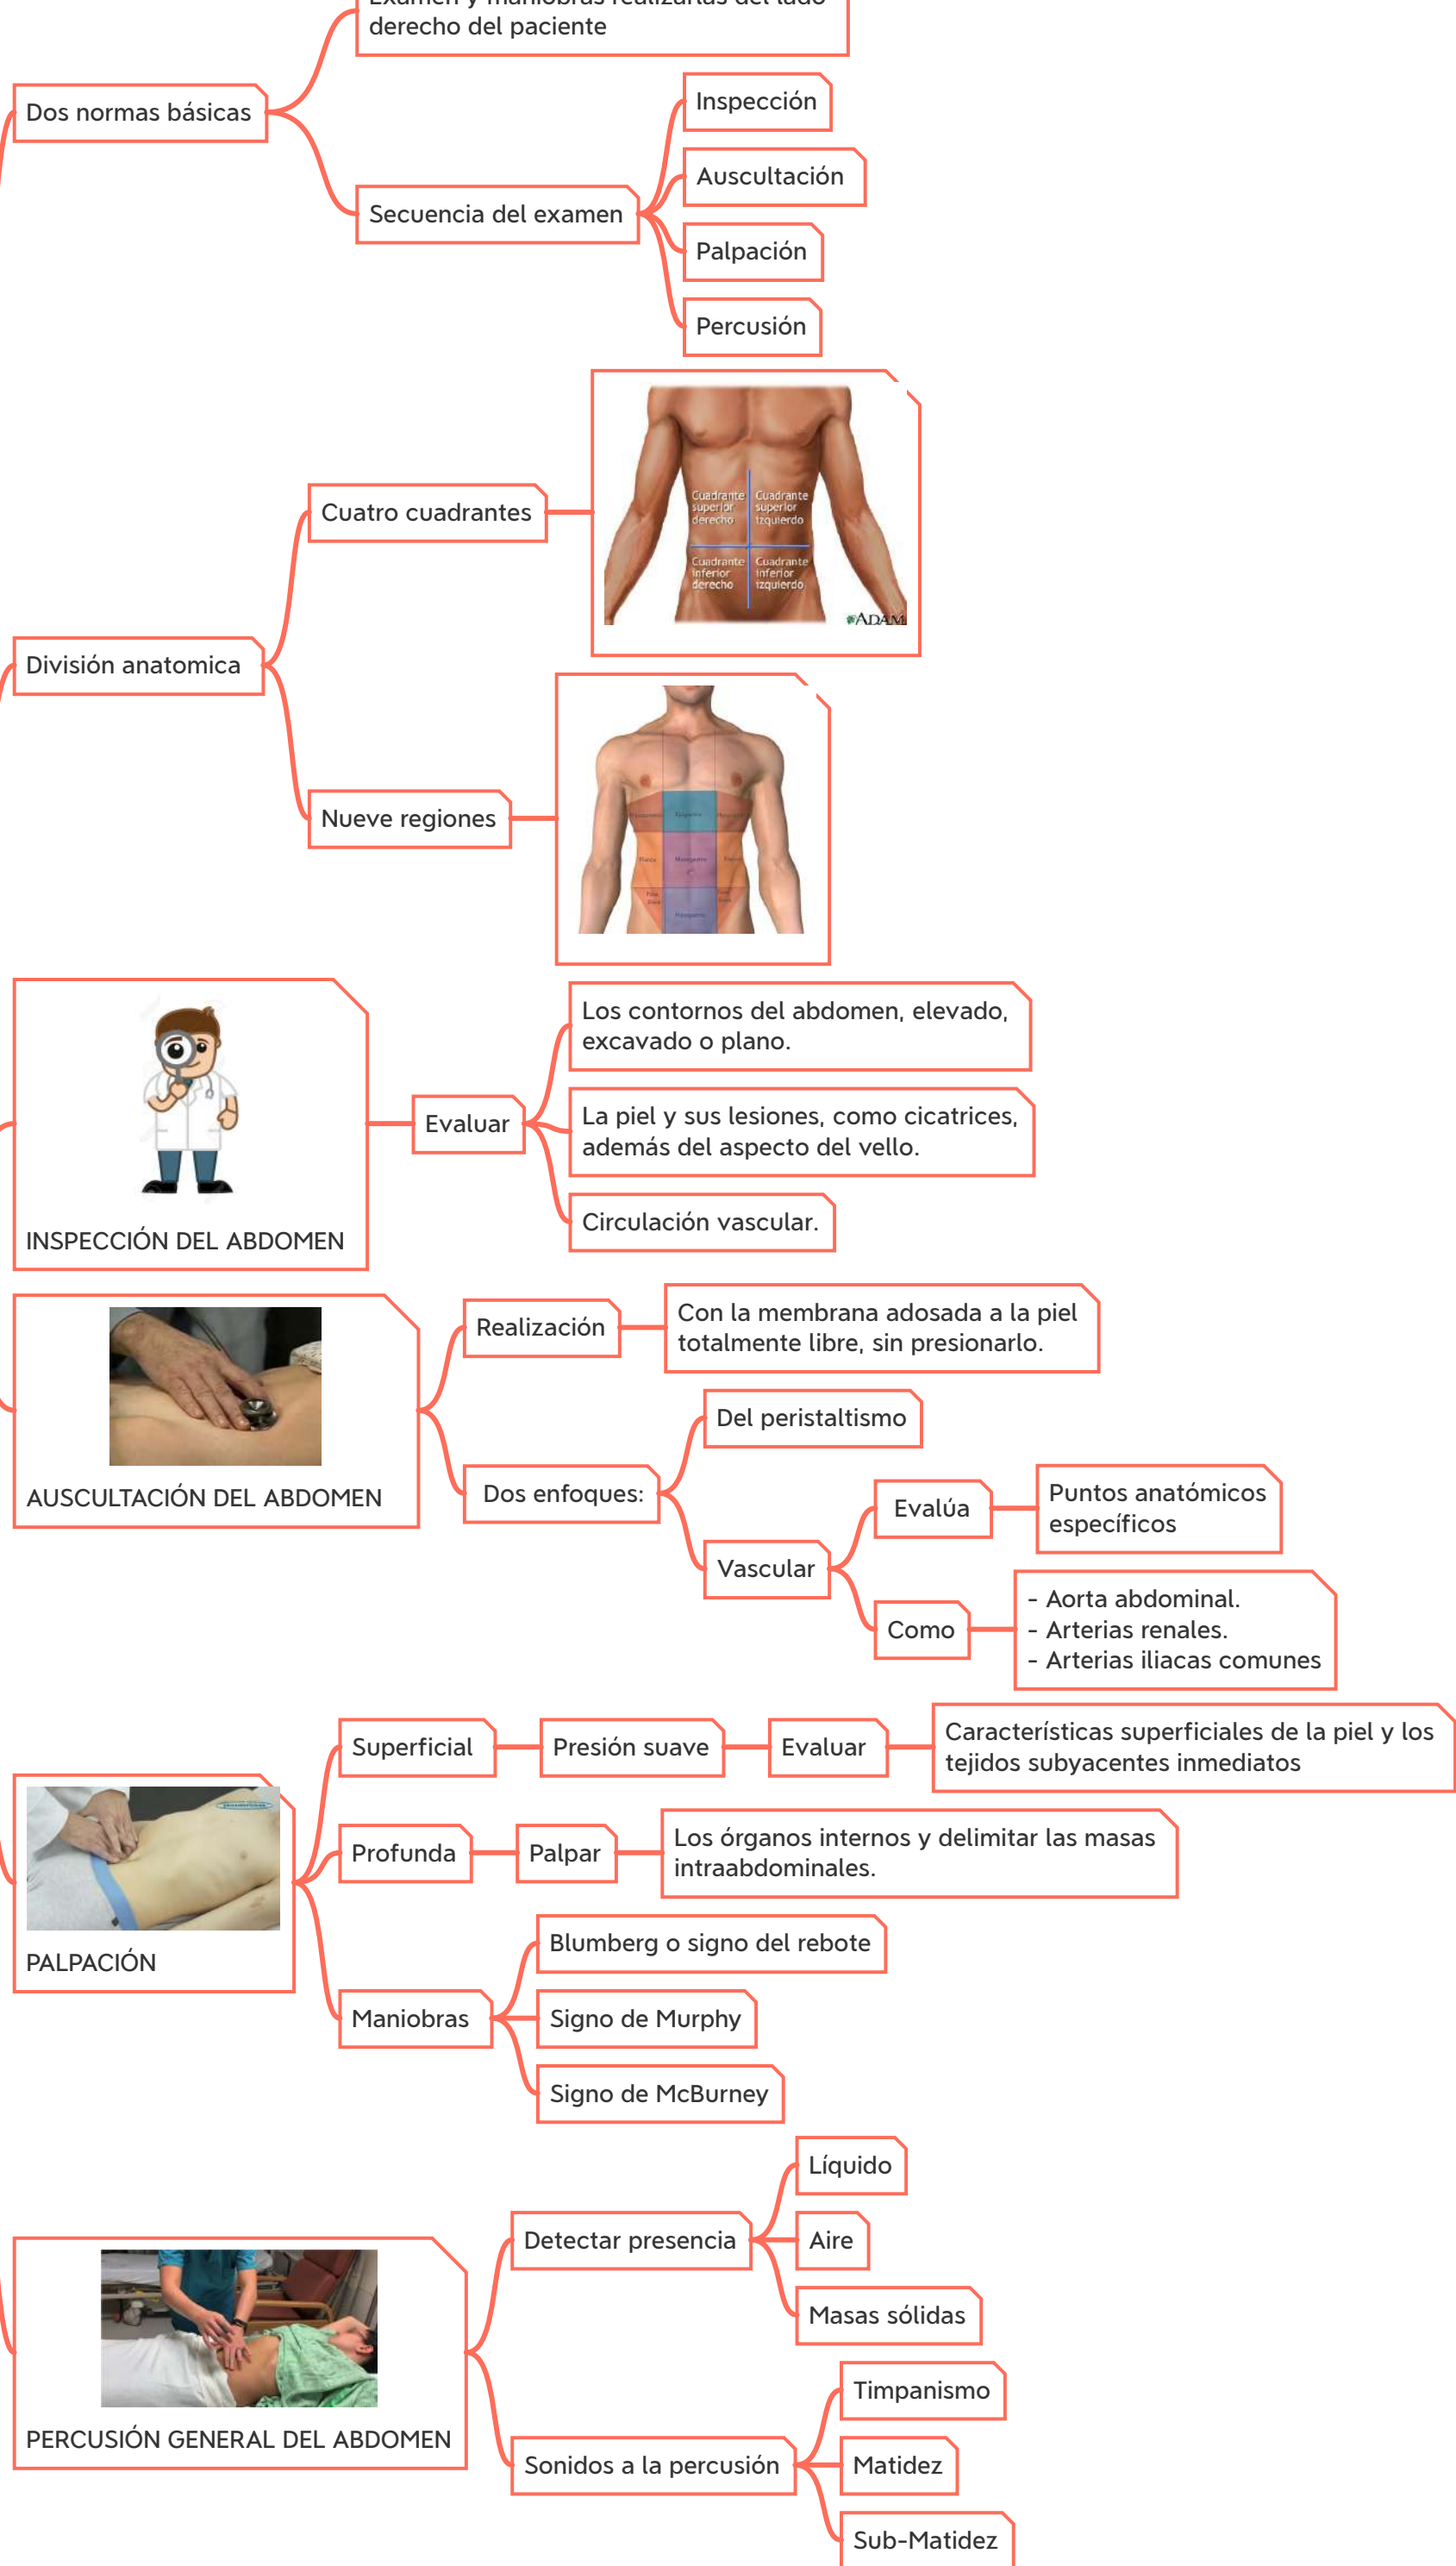 derecho del paciente
Dos normas básicas
Secuencia del examen
Inspección
Auscultación
Palpación
Percusión
División anatomica
Cuatro cuadrantes
Cuadrante
superior
derecho
Cuadrante
superior
izquierdo
Cuadrante
inferior
derecho
Cuadrante
inferior
izquierdo
ADAM
Nueve regiones
INSPECCIÓN DEL ABDOMEN
Evaluar
Los contornos del abdomen, elevado,
excavado o plano.
La piel y sus lesiones, como cicatrices,
además del aspecto del vello.
Circulación vascular.
AUSCULTACIÓN DEL ABDOMEN
Realización
Con la membrana adosada a la piel
totalmente libre, sin presionarlo.
Dos enfoques:
Del peristaltismo
Vascular
Evalúa
Puntos anatómicos
específicos
Como
- Aorta abdominal.
- Arterias renales.
- Arterias iliacas comunes
PALPACIÓN
Superficial
Presión suave
Evaluar
Características superficiales de la piel y los
tejidos subyacentes inmediatos
Profunda
Palpar
Los órganos internos y delimitar las masas
intraabdominales.
Maniobras
Blumberg o signo del rebote
Signo de Murphy
Signo de McBurney
PERCUSIÓN GENERAL DEL ABDOMEN
Detectar presencia
Líquido
Aire
Masas sólidas
Sonidos a la percusión
Timpanismo
Matidez
Sub-Matidez